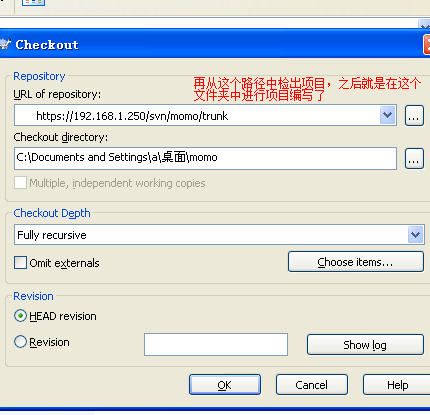 Checkout
Repository
再从这个路径中检出项目，之后就是在这个
文件夹中进行项目编写了
URL of repository:
https://192.168.1.250/svn/momo/trunk
...
Checkout directory:
C:\Documents and Settings\a\桌面\momo
...
Multiple, independent working copies
Checkout Depth
Fully recursive
Omit externals
Choose items...
Revision
HEAD revision
Revision
Show log
OK
Cancel
Help